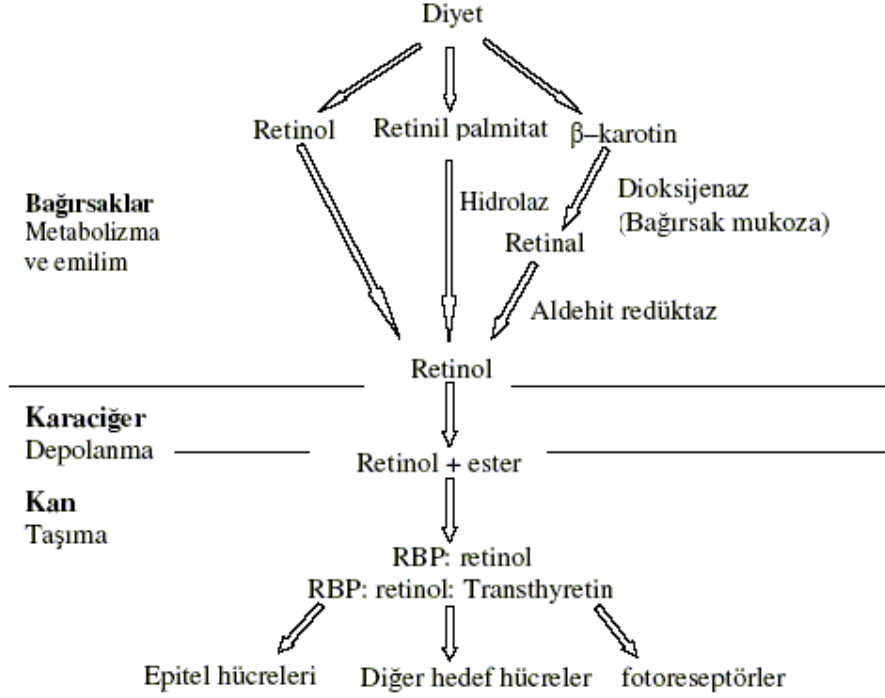 Diyet
Retinol
Retinil palmitat
β–karotin
Bağırsaklar
Metabolizma
ve emilim
Hidrolaz
Dioksijenaz
(Bağırsak mukoza)
Retinal
Aldehit redüktaz
Retinol
Karaciğer
Depolanma
Retinol + ester
Kan
Taşıma
RBP: retinol
RBP: retinol: Transthyretin
Epitel hücreleri
Diğer hedef hücreler
fotoreseptörler